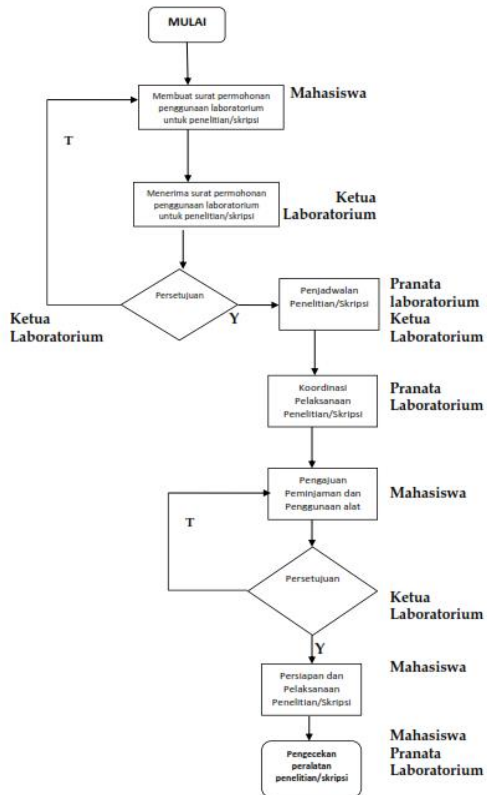 MULAI
Membuat surat permohonan
penggunaan laboratorium
untuk penelitian/skripsi
Mahasiswa
T
Menerima surat permohonan
penggunaan laboratorium
untuk penelitian/skripsi
Ketua
Laboratorium
Persetujuan
Y
Ketua
Laboratorium
Penjadwalan
Penelitian/Skripsi
Pranata
laboratorium
Ketua
Laboratorium
Koordinasi
Pelaksanaan
Penelitian/Skripsi
Pranata
Laboratorium
Pengajuan
Peminjaman dan
Penggunaan alat
Mahasiswa
T
Persetujuan
Ketua
Laboratorium
Y
Persiapan dan
Pelaksanaan
Penelitian/Skripsi
Mahasiswa
Pengecekan
peralatan
penelitian/skripsi
Mahasiswa
Pranata
Laboratorium